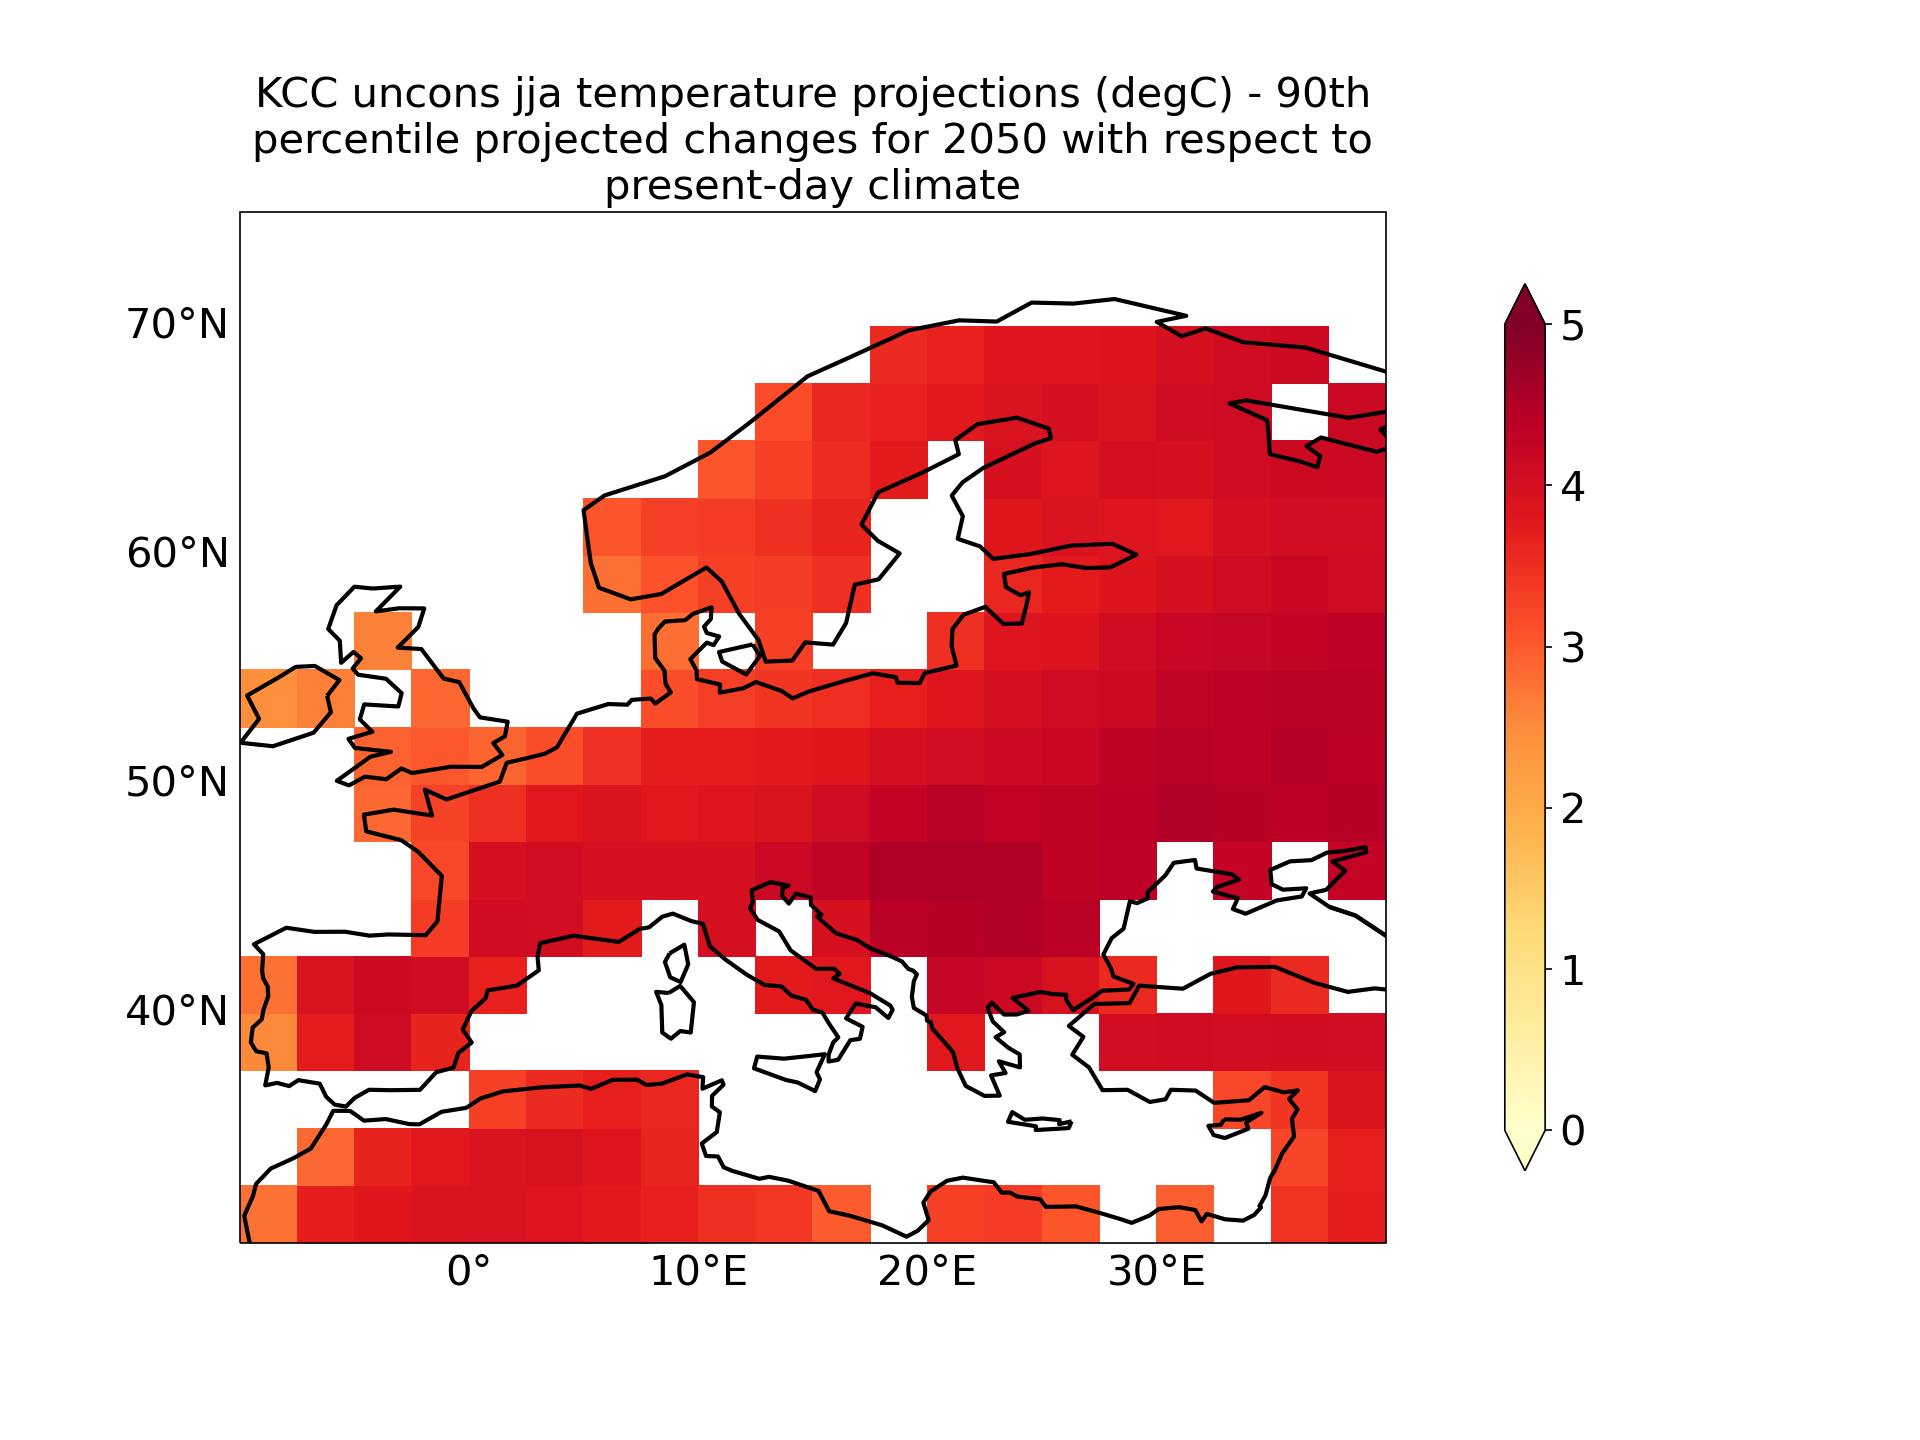 KCC uncons jja temperature projections (degC) - 90th
percentile projected changes for 2050 with respect to
present-day climate
70°N
60°N
50°N
40°N
0°
10°E
20°E
30°E
5
4
3
2
1
0